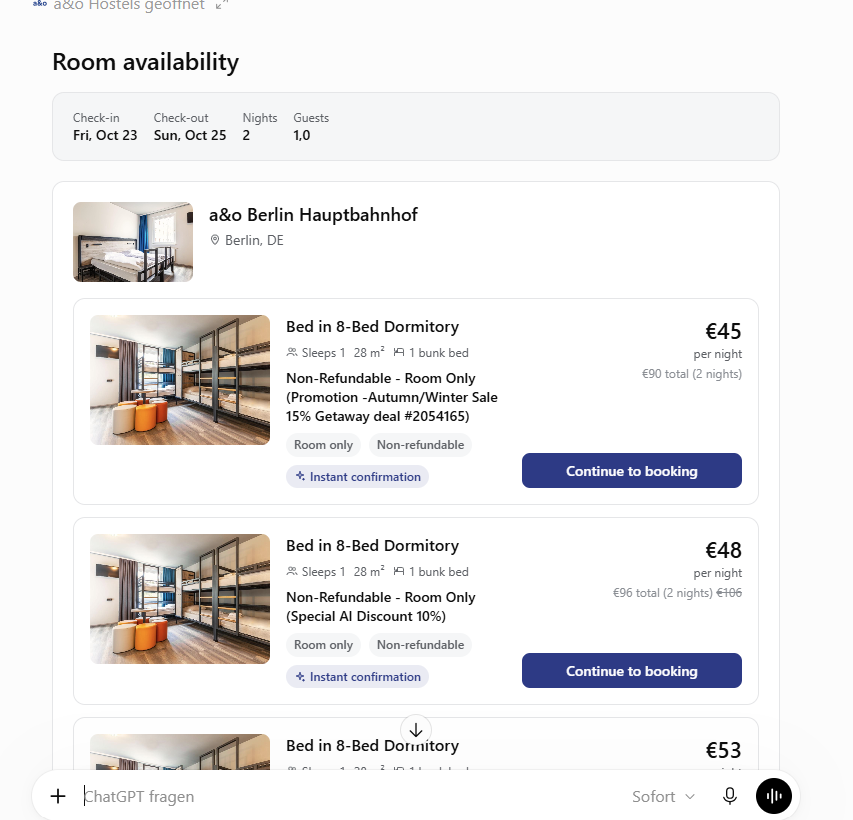 a&o a&o Hostels geöffnet
Room availability
Check-in Check-out Nights Guests
Fri, Oct 23 Sun, Oct 25 2 1,0
a&o Berlin Hauptbahnhof
Berlin, DE
Bed in 8-Bed Dormitory
€45
Sleeps 1 28 m² 1 bunk bed
per night
€90 total (2 nights)
Non-Refundable - Room Only
(Promotion -Autumn/Winter Sale
15% Getaway deal #2054165)
Room only Non-refundable
Instant confirmation
Continue to booking
Bed in 8-Bed Dormitory
€48
Sleeps 1 28 m² 1 bunk bed
per night
€96 total (2 nights) €106
Non-Refundable - Room Only
(Special AI Discount 10%)
Room only Non-refundable
Instant confirmation
Continue to booking
Bed in 8-Bed Dormitory
€53
ChatGPT fragen
Sofort